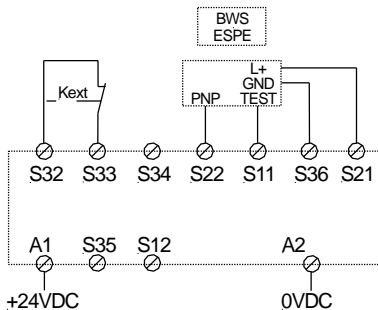 BWS
ESPE
L+
GND
PNP TEST
Kext
S32 S33 S34 S22 S11 S36 S21
A1 S35 S12 A2
+24VDC 0VDC